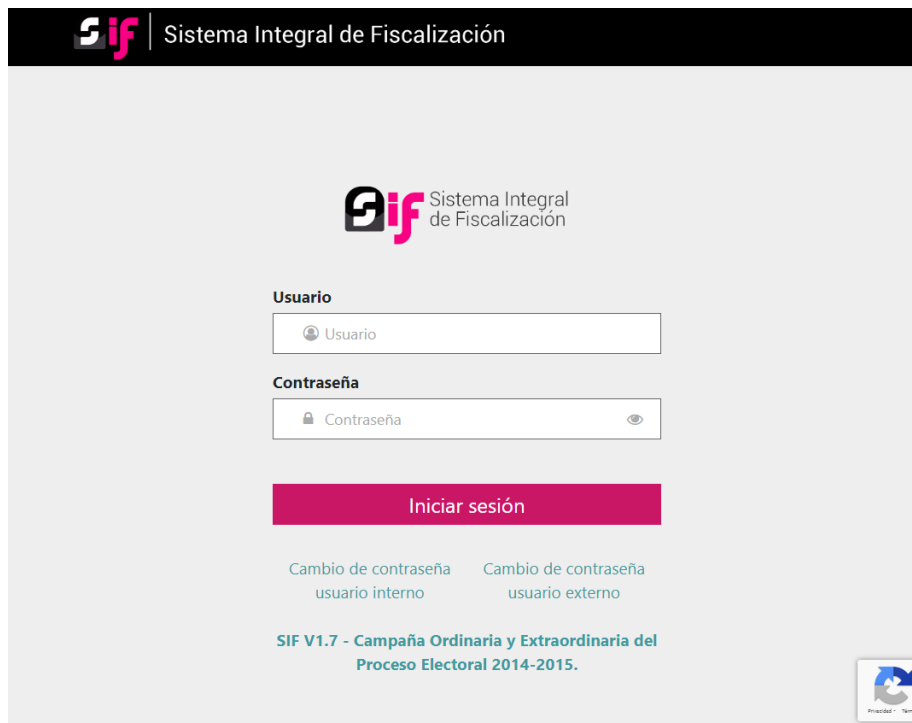 sif Sistema Integral de Fiscalización
sif Sistema Integral
de Fiscalización
Usuario
Usuario
Contraseña
Contraseña
Iniciar sesión
Cambio de contraseña
usuario interno
Cambio de contraseña
usuario externo
SIF V1.7 - Campaña Ordinaria y Extraordinaria del
Proceso Electoral 2014-2015.
Privacidad -